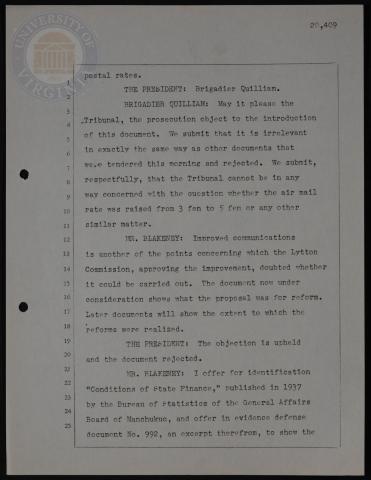 20,409
UNIVERSITY OF VIRGINIA
1 postal rates.
2 THE PRESIDENT: Brigadier Quilliam.
3 BRIGADIER QUILLIAM: May it please the
4 Tribunal, the prosecution object to the introduction
5 of this document. We submit that it is irrelevant
6 in exactly the same way as other documents that
7 were tendered this morning and rejected. We submit,
8 respectfully, that the Tribunal cannot be in any
9 way concerned with the question whether the air mail
10 rate was raised from 3 fen to 5 fen or any other
11 similar matter.
12 MR. BLAKENEY: Improved communications
13 is another of the points concerning which the Lytton
14 Commission, approving the improvement, doubted whether
15 it could be carried out. The document now under
16 consideration shows what the proposal was for reform.
17 Later documents will show the extent to which the
18 reforms were realized.
19 THE PRESIDENT: The objection is upheld
20 and the document rejected.
22 MR. BLAKENEY: I offer for identification
22 "Conditions of State Finance," published in 1937
23 by the Bureau of Statistics of the General Affairs
24 Board of Manchukuo, and offer in evidence defense
25 document No. 992, an excerpt therefrom, to show the